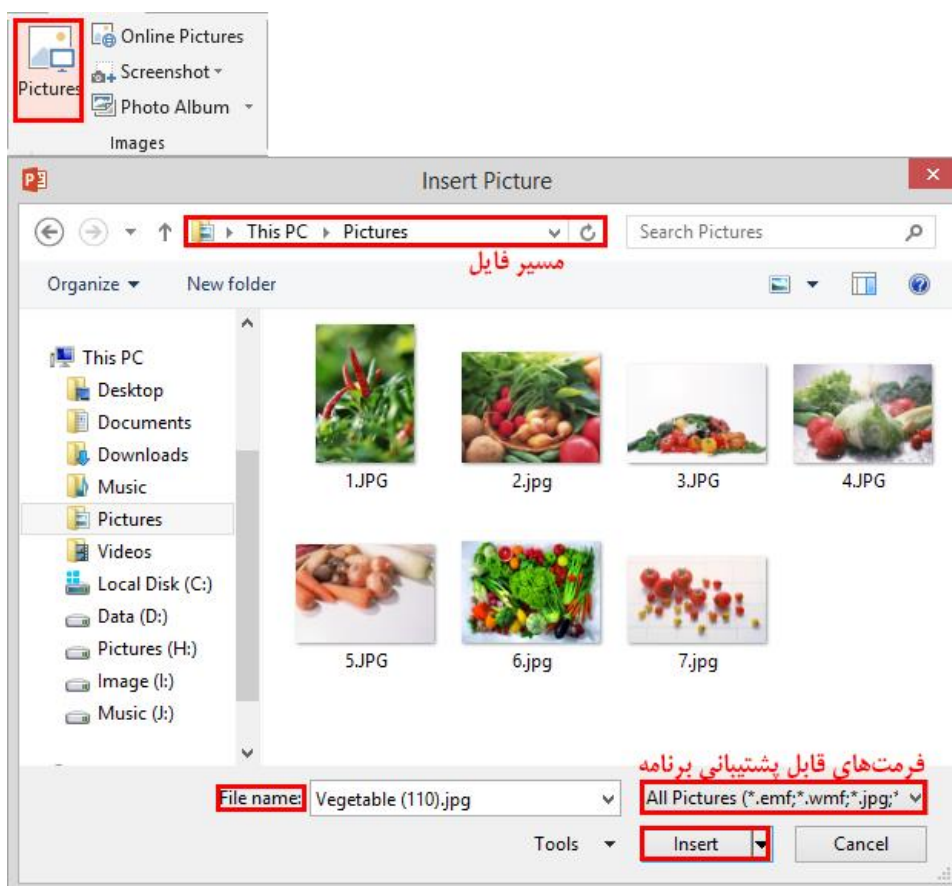 Online Pictures
Screenshot
Pictures
Photo Album
Images
Insert Picture
This PC Pictures
Search Pictures
مسیر فایل
Organize New folder
This PC
Desktop
Documents
Downloads
Music
Pictures
Videos
Local Disk (C:)
Data (D:)
Pictures (H:)
Image (I:)
Music (J:)
1.JPG 2.jpg 3.JPG 4.JPG
5.JPG 6.jpg 7.jpg
فرمت‌های قابل پشتیبانی برنامه
File name: Vegetable (110).jpg All Pictures (*.emf;*.wmf;*.jpg;*
Tools Insert Cancel